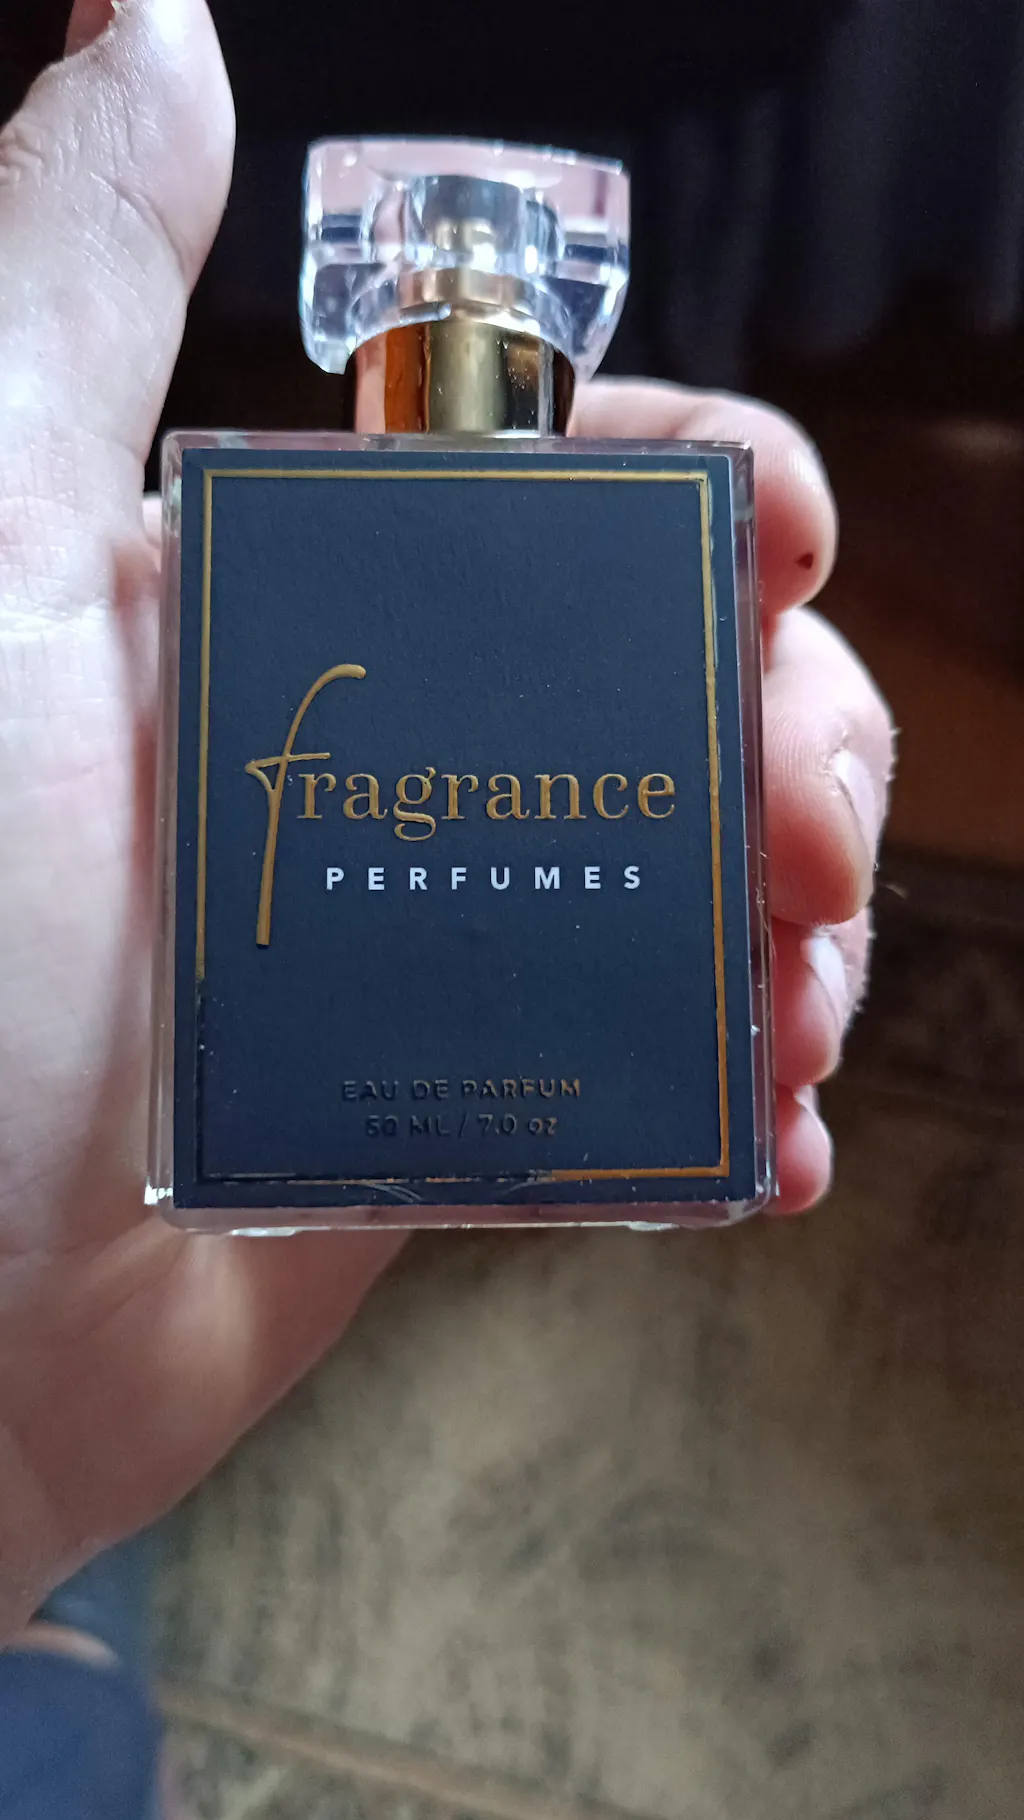 fragrance
PERFUMES
EAU DE PARFUM
50 ML / 7.0 oz